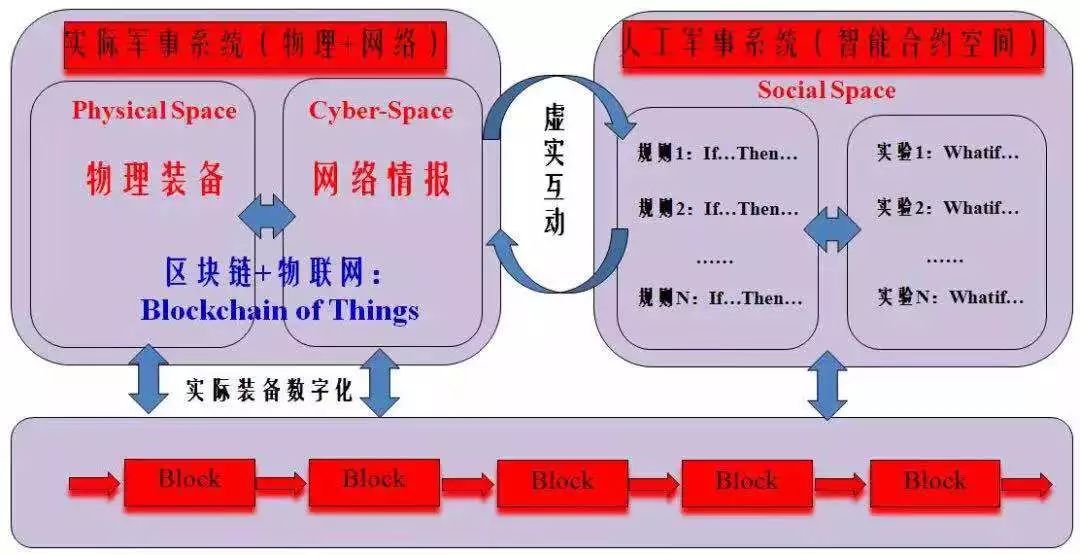 实际军事系统（物理+网络）
Physical Space
物理装备
Cyber-Space
网络情报
区块链+物联网：
Blockchain of Things
虚实互动
人工军事系统（智能合约空间）
Social Space
规则1：If…Then…
规则2：If…Then…
……
规则N：If…Then…
实验1：Whatif…
实验2：Whatif…
……
实验N：Whatif…
实际装备数字化
Block
Block
Block
Block
Block